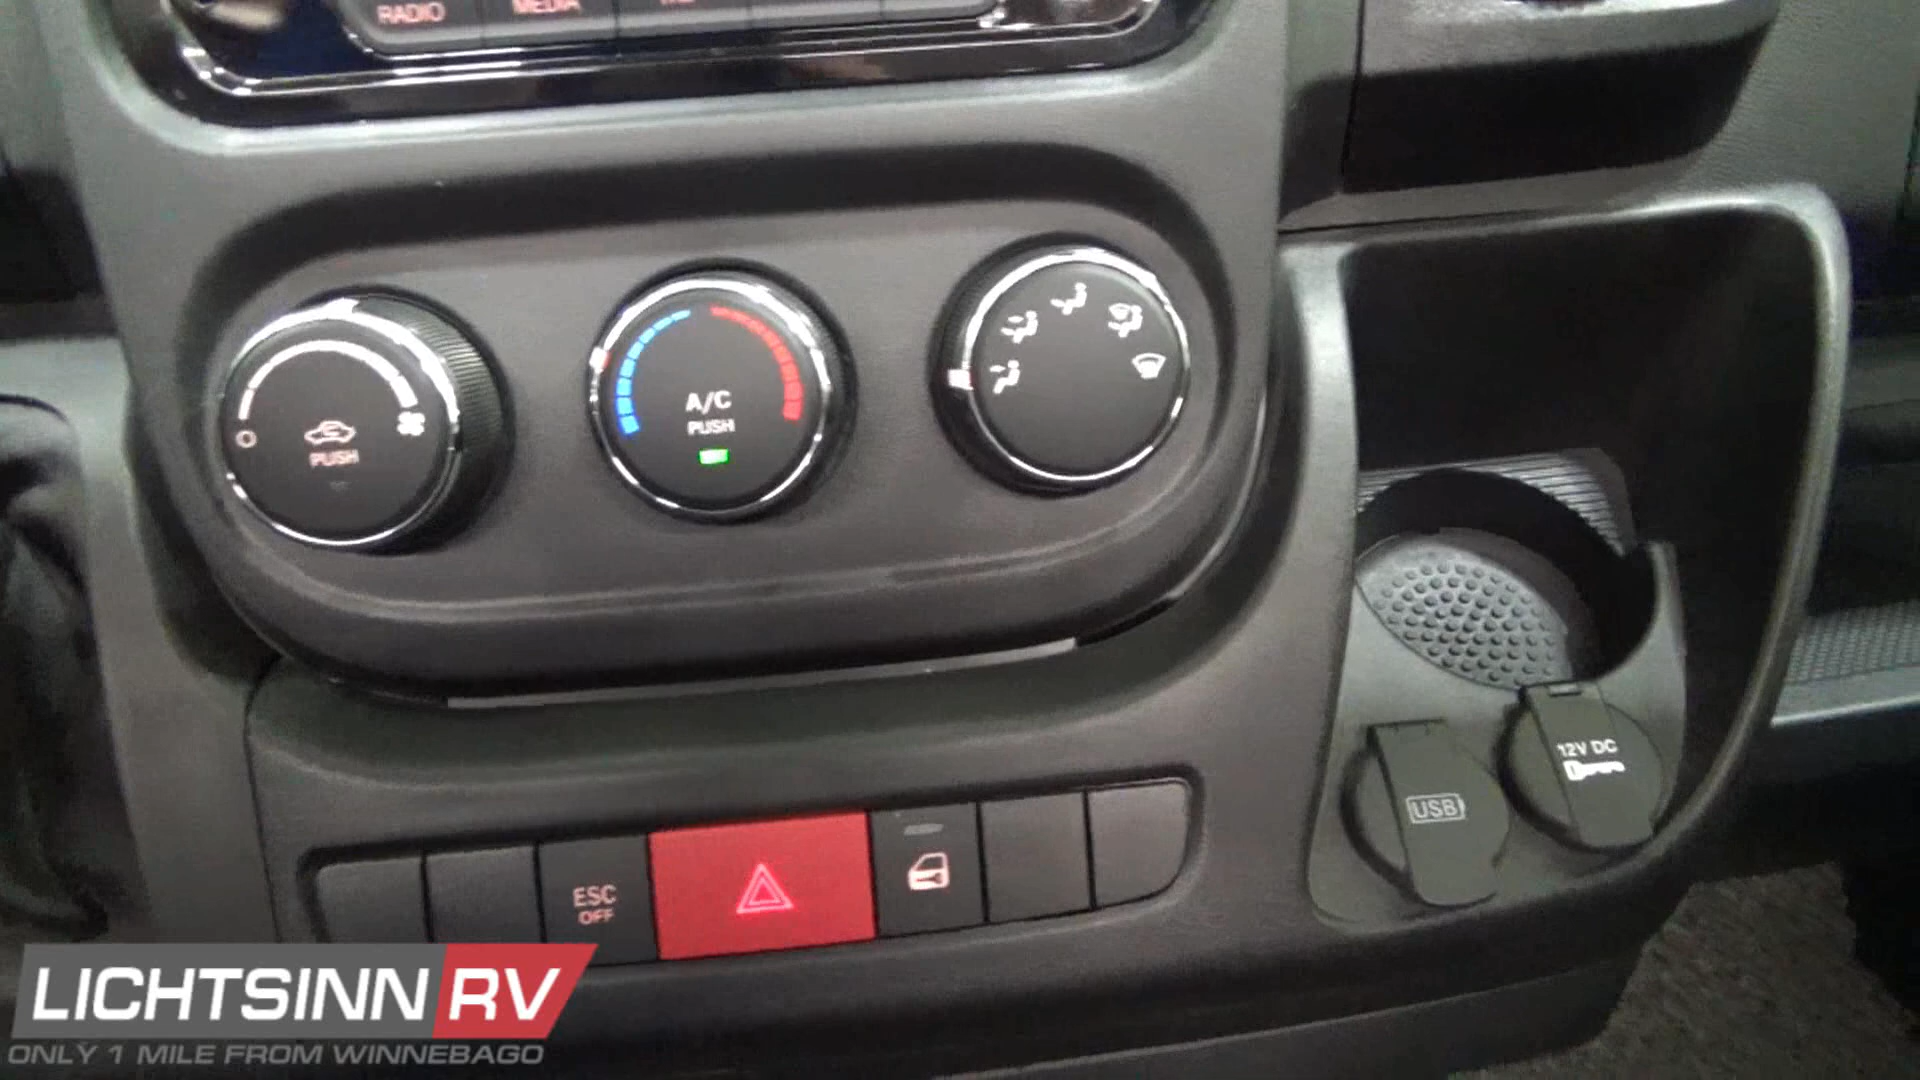 RADIO
MEDIA
PUSH
A/C
PUSH
12V DC
USB
ESC
OFF
LICHTSINN RV
ONLY 1 MILE FROM WINNEBAGO